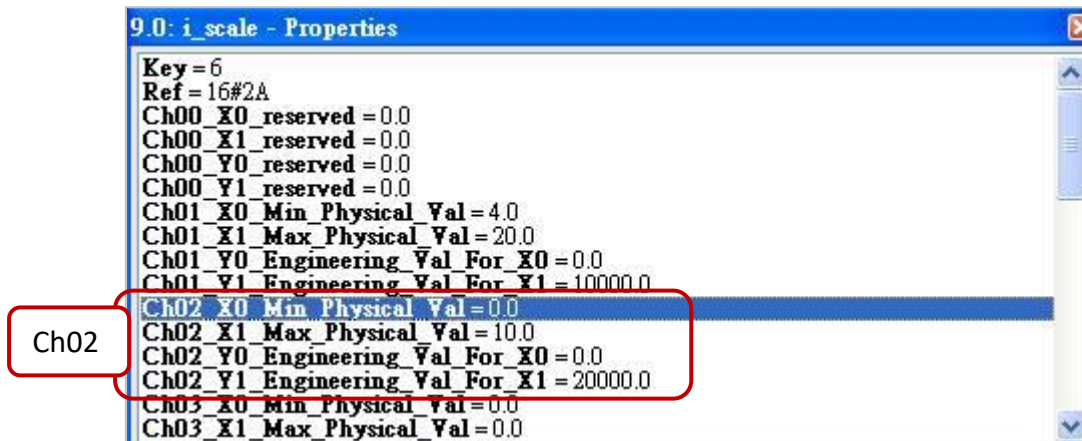 9.0: i_scale - Properties
Key = 6
Ref = 16#2A
Ch00_X0_reserved = 0.0
Ch00_X1_reserved = 0.0
Ch00_Y0_reserved = 0.0
Ch00_Y1_reserved = 0.0
Ch01_X0_Min_Physical_Val = 4.0
Ch01_X1_Max_Physical_Val = 20.0
Ch01_Y0_Engineering_Val_For_X0 = 0.0
Ch01_Y1_Engineering_Val_For_X1 = 10000.0
Ch02_X0_Min_Physical_Val = 0.0
Ch02
Ch02_X1_Max_Physical_Val = 10.0
Ch02_Y0_Engineering_Val_For_X0 = 0.0
Ch02_Y1_Engineering_Val_For_X1 = 20000.0
Ch03_X0_Min_Physical_Val = 0.0
Ch03_X1_Max_Physical_Val = 0.0